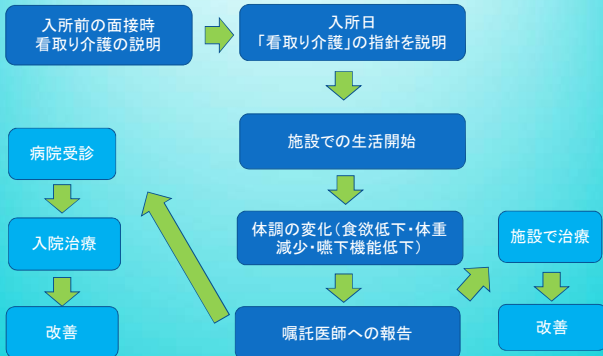 入所前の面接時
看取り介護の説明
入所日
「看取り介護」の指針を説明
施設での生活開始
病院受診
体調の変化(食欲低下・体重
減少・嚥下機能低下)
施設で治療
入院治療
嘱託医師への報告
改善
改善